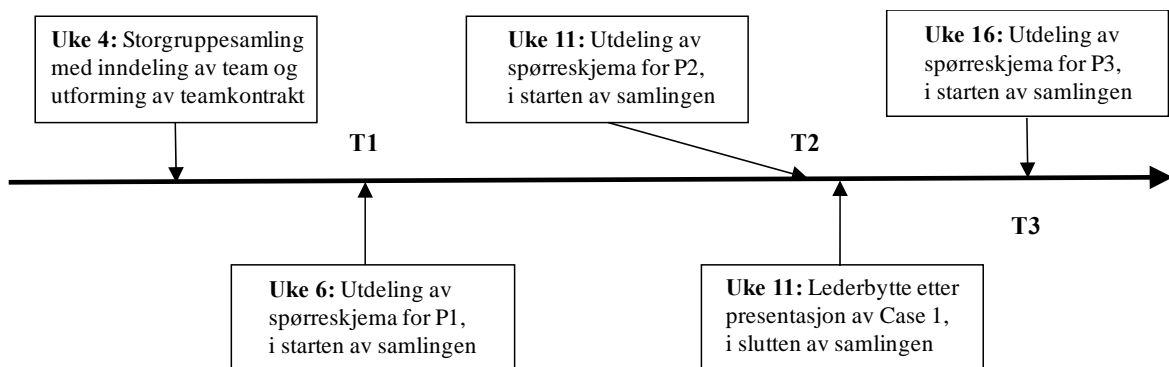 Uke 4: Storgruppesamling
med inndeling av team og
utforming av teamkontrakt
Uke 11: Utdeling av
spørreskjema for P2,
i starten av samlingen
Uke 16: Utdeling av
spørreskjema for P3,
i starten av samlingen
T1
T2
T3
Uke 6: Utdeling av
spørreskjema for P1,
i starten av samlingen
Uke 11: Lederbytte etter
presentasjon av Case 1,
i slutten av samlingen